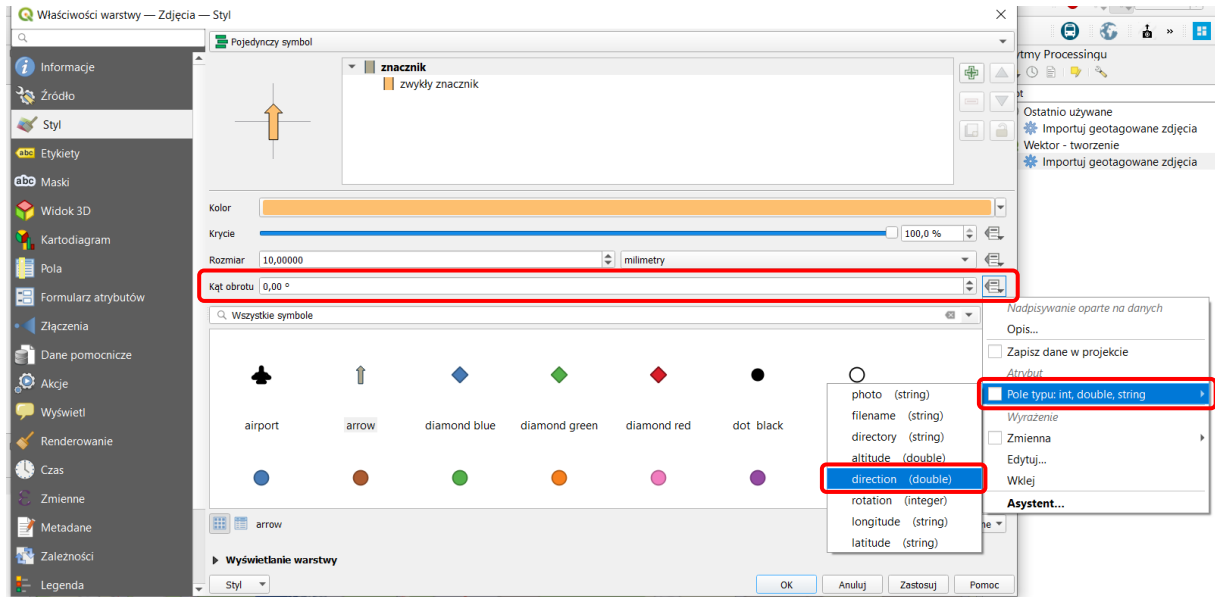 Właściwości warstwy — Zdjęcia — Styl
Informacje
Źródło
Styl
Etykiety
Maski
Widok 3D
Kartodiagram
Pola
Formularz atrybutów
Złączenia
Dane pomocnicze
Akcje
Wyświetl
Renderowanie
Czas
Zmienne
Metadane
Zależności
Legenda
Pojedynczy symbol
znacznik
zwykły znacznik
Kolor
Krycie 100,0 %
Rozmiar 10,00000 milimetry
Kąt obrotu 0,00 °
Wszystkie symbole
airport arrow diamond blue diamond green diamond red dot black
arrow
Wyświetlanie warstwy
Styl OK Anuluj Zastosuj Pomoc
photo (string)
filename (string)
directory (string)
altitude (double)
direction (double)
rotation (integer)
longitude (string)
latitude (string)
Nadpisywanie oparte na danych
Opis...
Zapisz dane w projekcie
Atrybut
Pole typu: int, double, string
Wyrażenie
Zmienna
Edytuj...
Wklej
Asystent...
ytmy Processingu
Ostatnio używane
Importuj geotagowane zdjęcia
Wektor - tworzenie
Importuj geotagowane zdjęcia